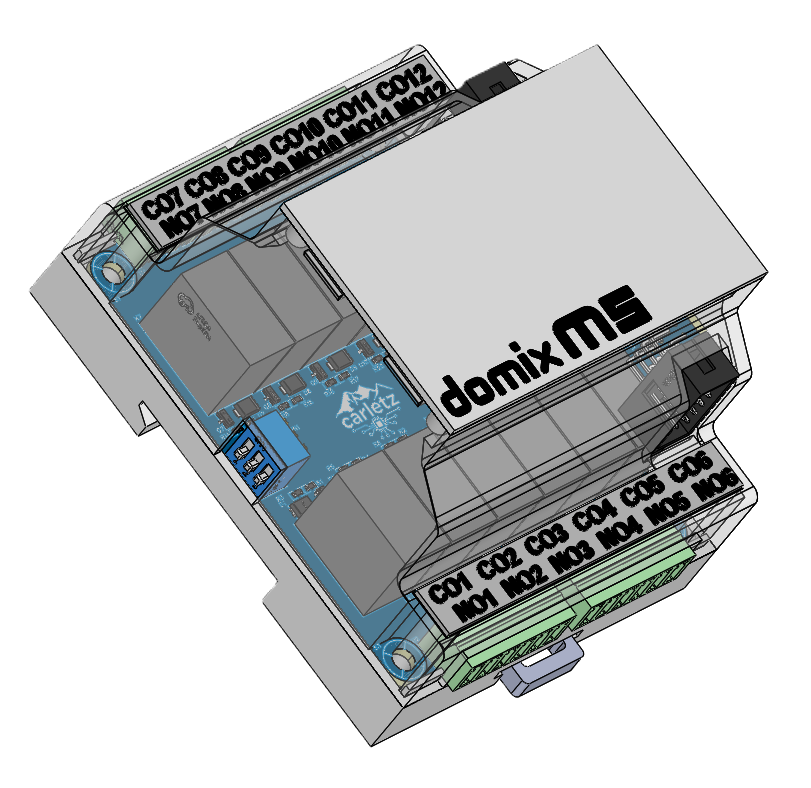 CO7 CO8 CO9 CO10 CO11 CO12
NO7 NO8 NO9 NO10 NO11 NO12
domix MS
carletz
CO1 CO2 CO3 CO4 CO5 CO6
NO1 NO2 NO3 NO4 NO5 NO6